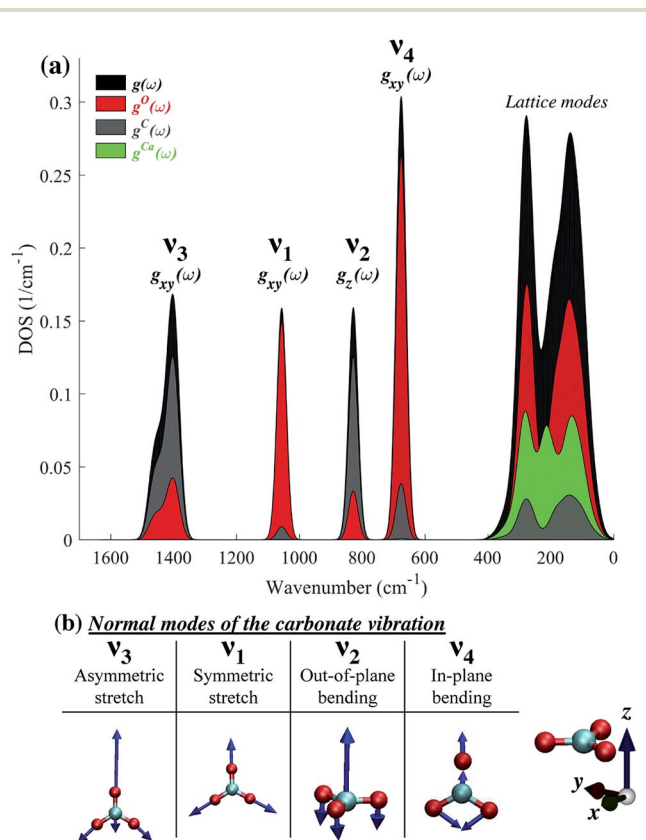 (a)
g(ω)
g^O(ω)
g^C(ω)
g^Ca(ω)
ν₄
g_xy(ω)
Lattice modes
ν₃
g_xy(ω)
ν₁
g_xy(ω)
ν₂
g_z(ω)
DOS (1/cm⁻¹)
0.3
0.25
0.2
0.15
0.1
0.05
0
1600 1400 1200 1000 800 600 400 200 0
Wavenumber (cm⁻¹)
(b) Normal modes of the carbonate vibration
ν₃ ν₁ ν₂ ν₄
Asymmetric Symmetric Out-of-plane In-plane
stretch stretch bending bending
z
y
x